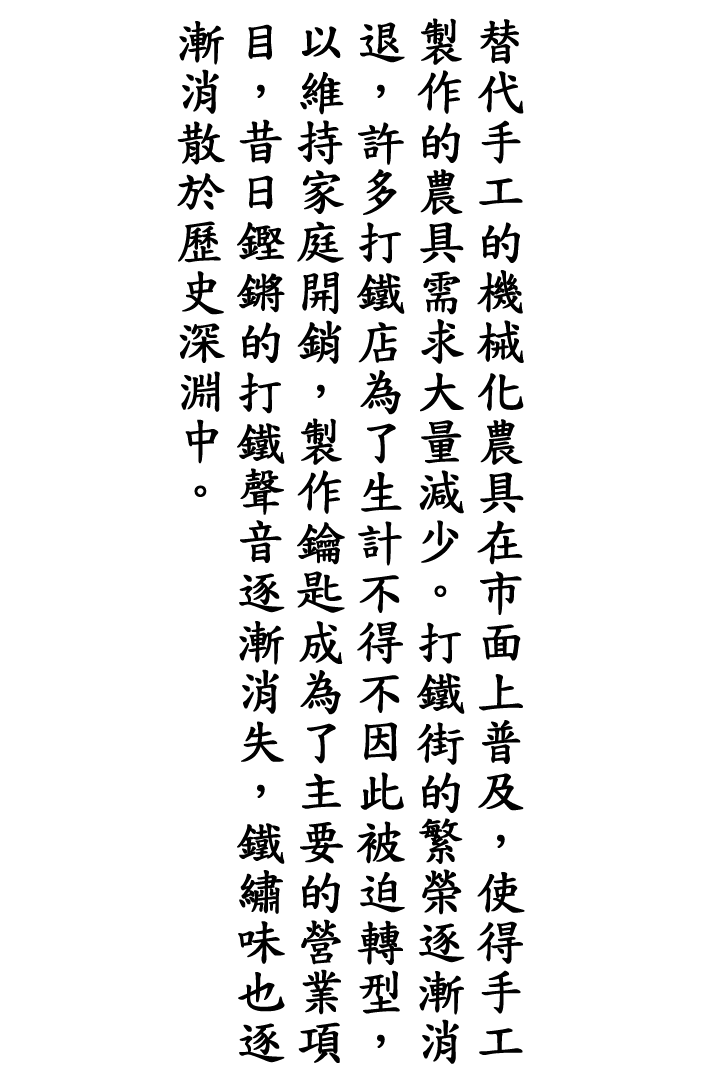 替代手工的機械化農具在市面上普及，使得手工
製作的農具需求大量減少。打鐵街的繁榮逐漸消
退，許多打鐵店為了生計不得不因此被迫轉型，
以維持家庭開銷，製作鑰匙成為了主要的營業項
目，昔日鏗鏘的打鐵聲音逐漸消失，鐵繡味也逐
漸消散於歷史深淵中。